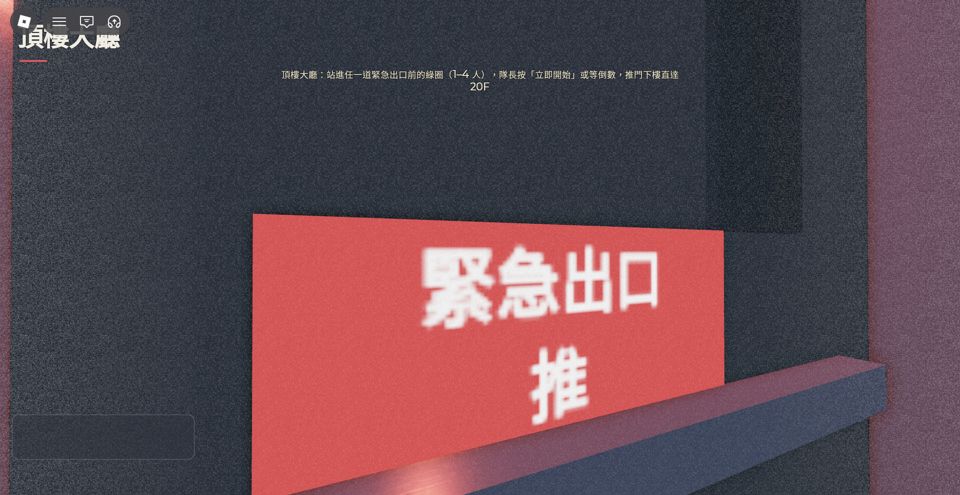 頂樓大廳
頂樓大廳：站進任一道緊急出口前的綠圈（1–4 人），隊長按「立即開始」或等倒數，推門下樓直達
20F
緊急出口
推